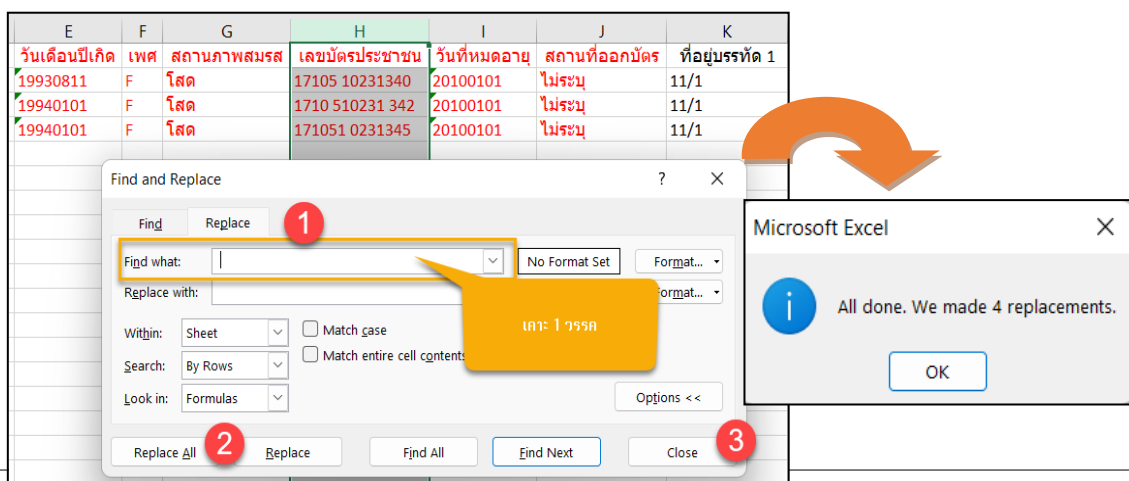 E F G H I J K
วันเดือนปีเกิด เพศ สถานภาพสมรส เลขบัตรประชาชน วันที่หมดอายุ สถานที่ออกบัตร ที่อยู่บรรทัด 1
19930811 F โสด 17105 10231340 20100101 ไม่ระบุ 11/1
19940101 F โสด 1710 510231 342 20100101 ไม่ระบุ 11/1
19940101 F โสด 171051 0231345 20100101 ไม่ระบุ 11/1
Find and Replace ?
Find Replace 1
Find what: No Format Set Format...
Replace with: ormat...
เคาะ 1 วรรค
Within: Sheet Match case
Match entire cell contents
Search: By Rows
Look in: Formulas Options <<
Replace All 2 Replace Find All Find Next Close 3
Microsoft Excel
i All done. We made 4 replacements.
OK